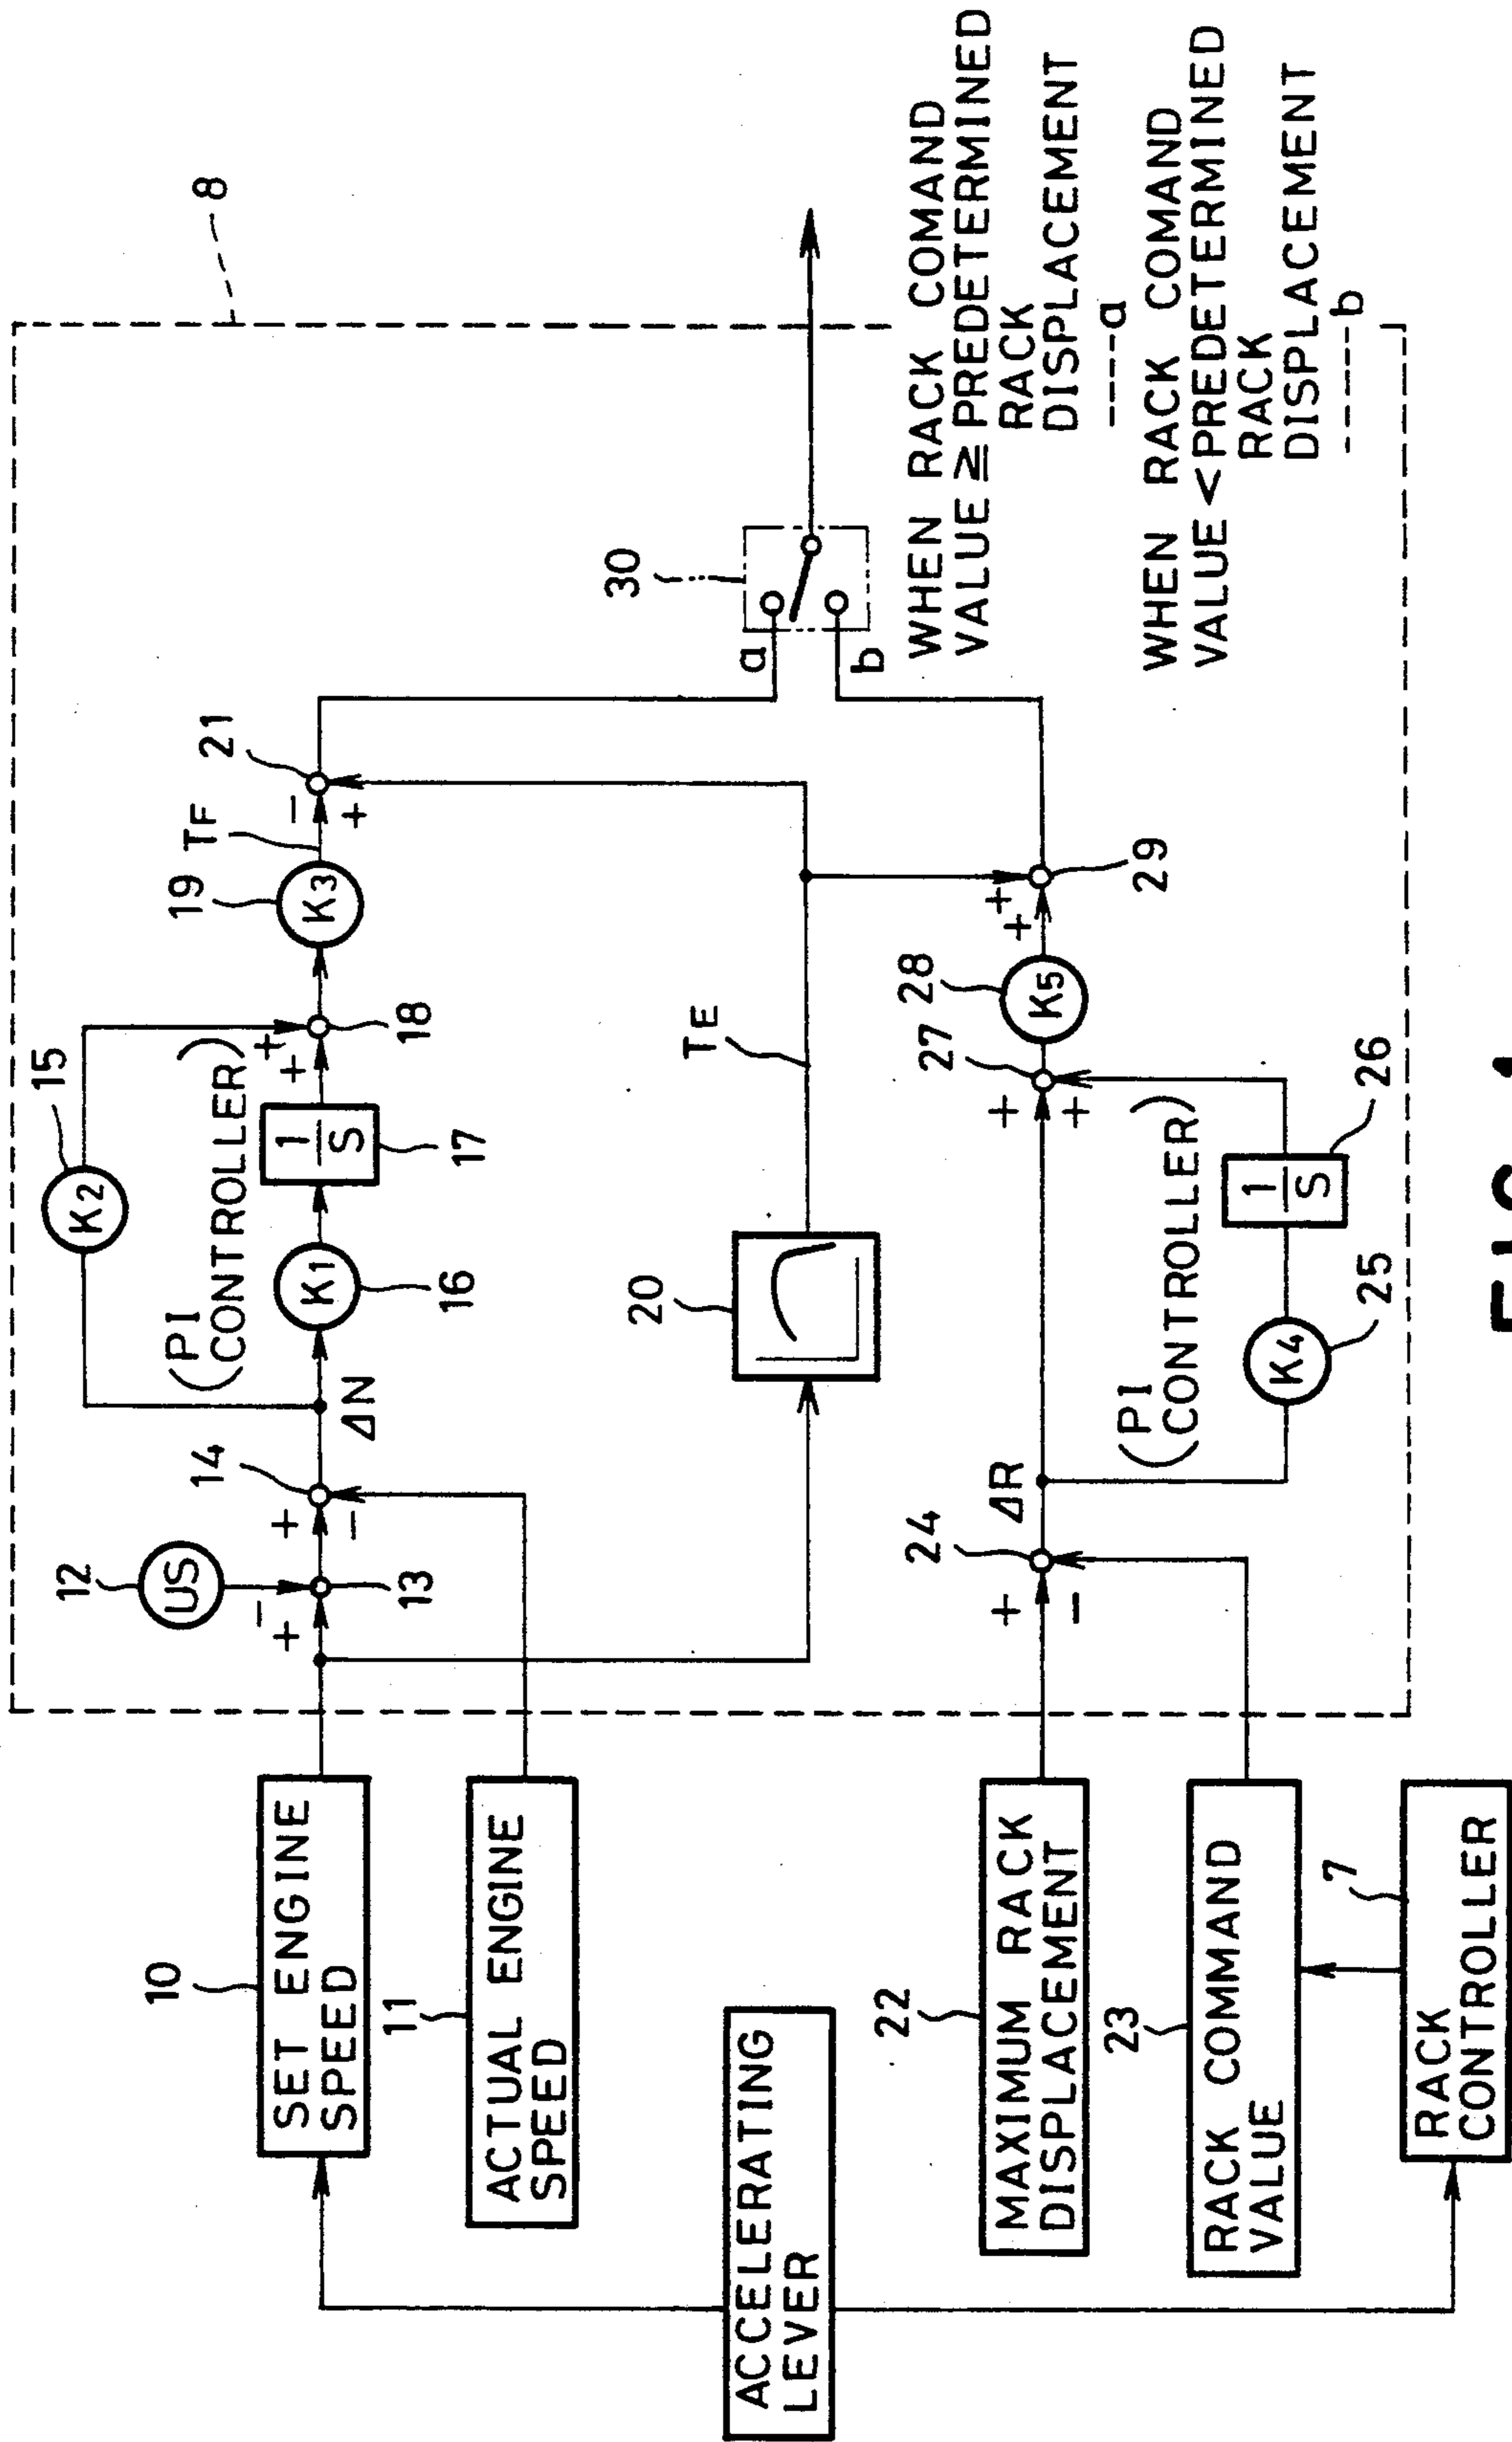 8
15
K2
(PI
CONTROLLER)
12
US
14
ΔN
K1
16
1
S
17
+
+
18
19
K3
TF
21
−
+
−
+
13
+
−
10
SET ENGINE
SPEED
11
ACTUAL ENGINE
SPEED
20
TE
30
a
b
ACCELERATING
LEVER
22
MAXIMUM RACK
DISPLACEMENT
24
+
−
ΔR
(PI
CONTROLLER)
K4
25
1
S
26
27
+
+
28
K5
+
+
29
23
RACK COMMAND
VALUE
7
RACK
CONTROLLER
WHEN RACK COMAND
VALUE ≧ PREDETERMINED
RACK
DISPLACEMENT
----a
WHEN RACK COMAND
VALUE < PREDETERMINED
RACK
DISPLACEMENT
-----b